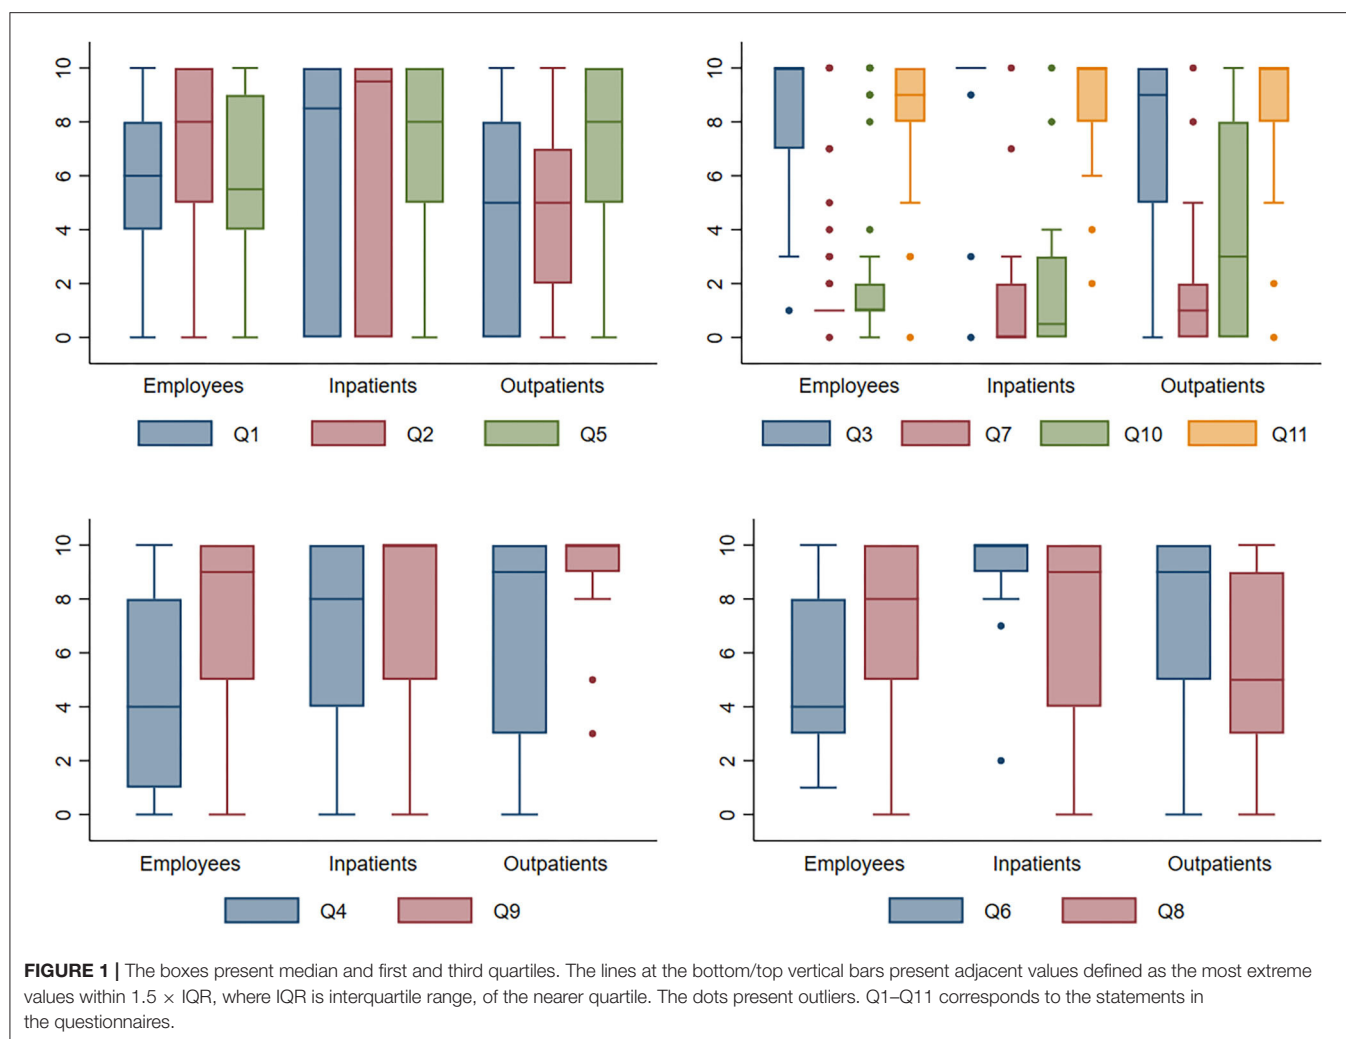 10
8
6
4
2
0
Employees Inpatients Outpatients
Q1 Q2 Q5
10
8
6
4
2
0
Employees Inpatients Outpatients
Q3 Q7 Q10 Q11
10
8
6
4
2
0
Employees Inpatients Outpatients
Q4 Q9
10
8
6
4
2
0
Employees Inpatients Outpatients
Q6 Q8
FIGURE 1 | The boxes present median and first and third quartiles. The lines at the bottom/top vertical bars present adjacent values defined as the most extreme
values within 1.5 × IQR, where IQR is interquartile range, of the nearer quartile. The dots present outliers. Q1–Q11 corresponds to the statements in
the questionnaires.